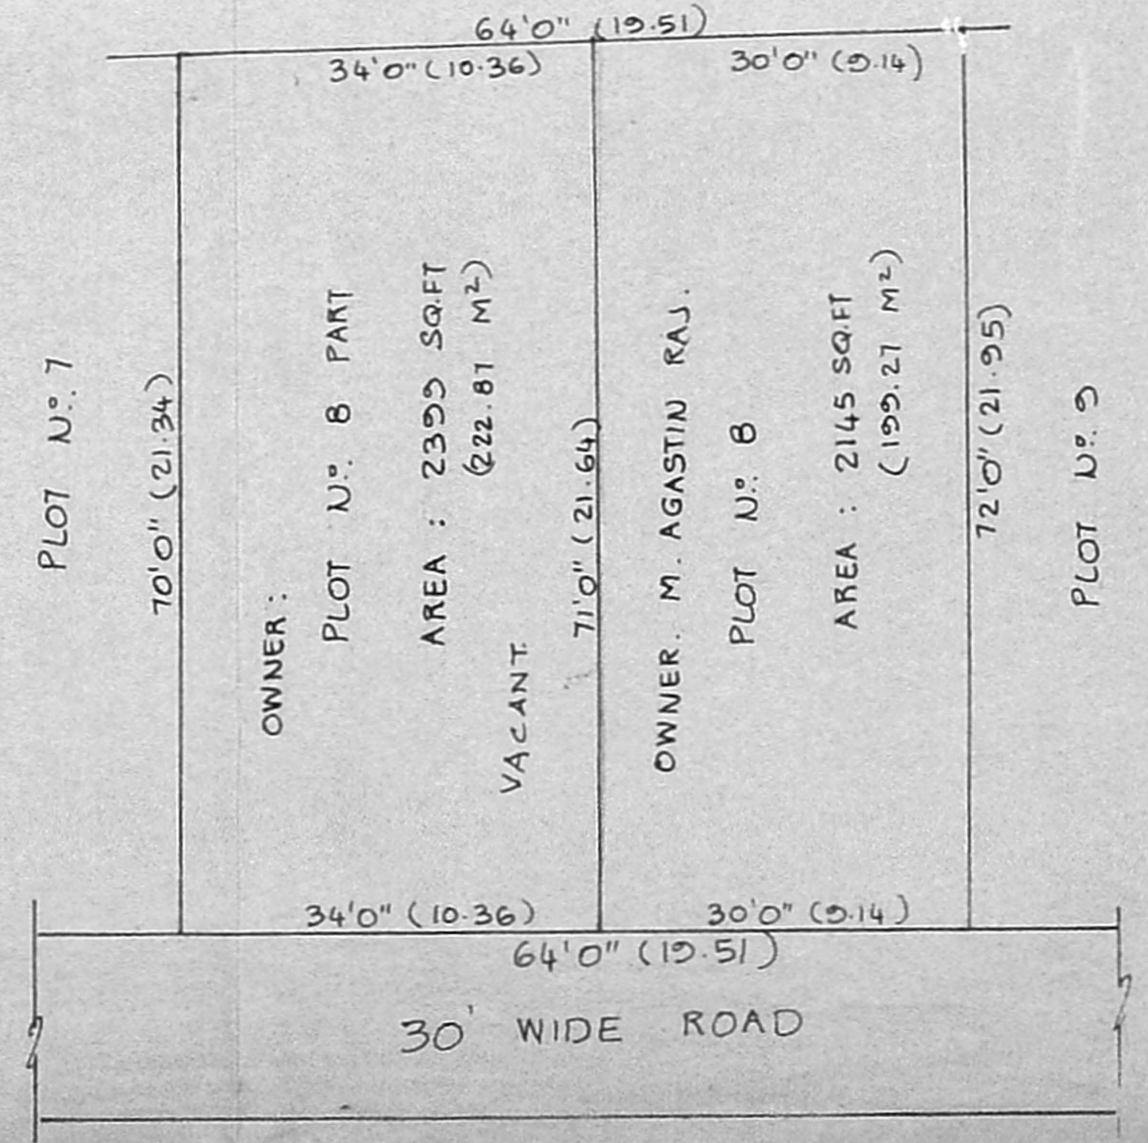 64'0" (19.51)
34'0" (10.36)
30'0" (9.14)
PLOT No. 7
70'0" (21.34)
OWNER:
PLOT No. 8 PART
AREA : 2399 SQ.FT
(222.87 M²)
VACANT.
71'0" (21.64)
OWNER. M. AGASTIN RAJ.
PLOT No. 8
AREA : 2145 SQ.FT
(199.27 M²)
72'0" (21.95)
PLOT No. 9
34'0" (10.36)
30'0" (9.14)
64'0" (19.51)
30' WIDE ROAD